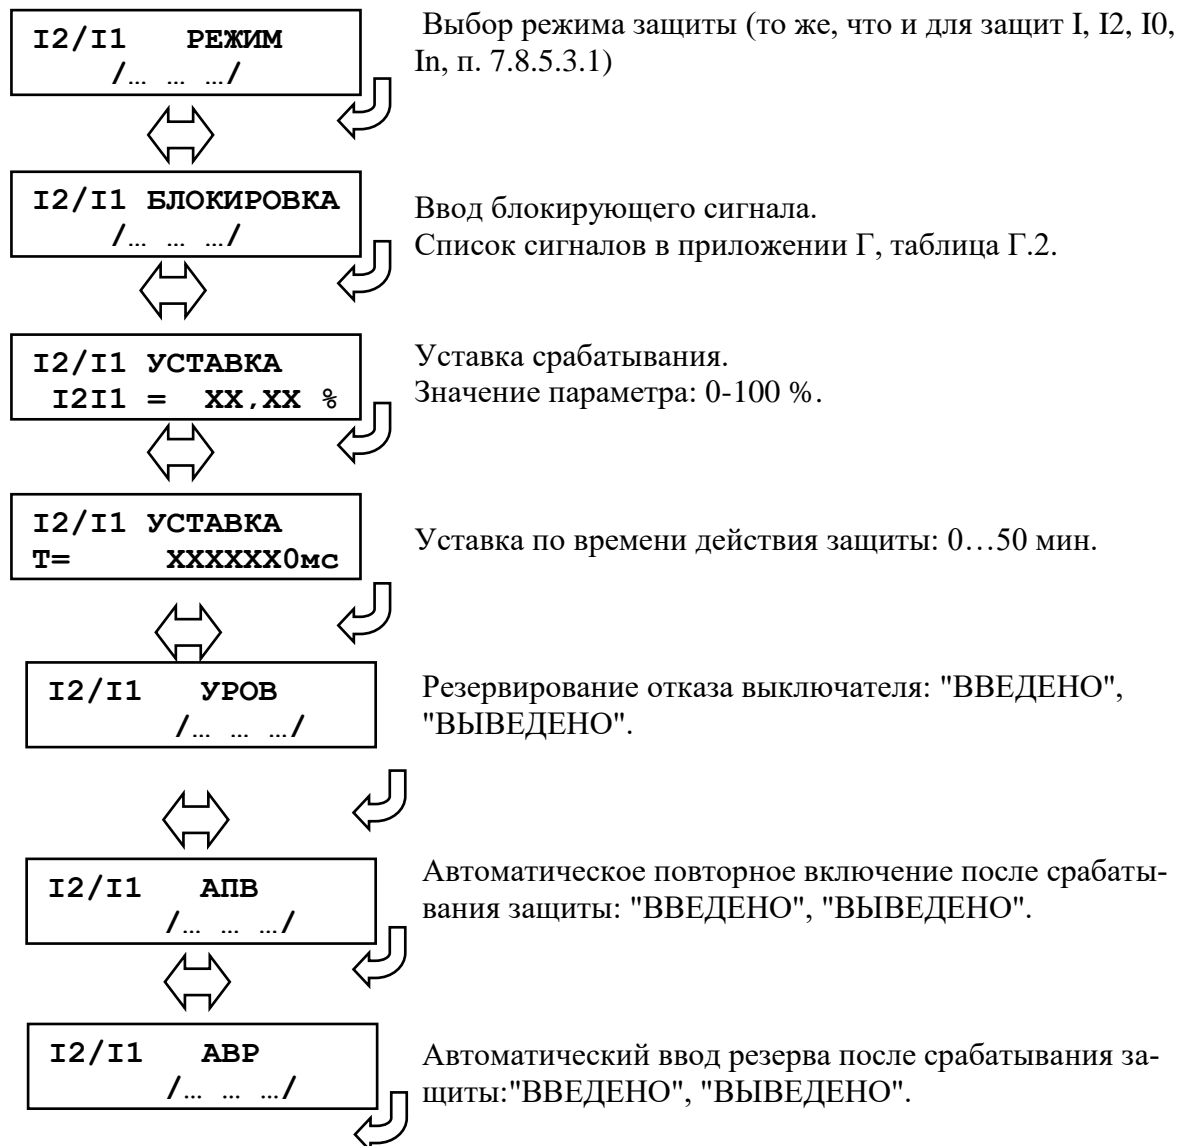 I2/I1 РЕЖИМ
/… … …/
Выбор режима защиты (то же, что и для защит I, I2, I0,
In, п. 7.8.5.3.1)
I2/I1 БЛОКИРОВКА
/… … …/
Ввод блокирующего сигнала.
Список сигналов в приложении Г, таблица Г.2.
I2/I1 УСТАВКА
I2I1 = XX,XX %
Уставка срабатывания.
Значение параметра: 0-100 %.
I2/I1 УСТАВКА
T= XXXXXX0мс
Уставка по времени действия защиты: 0…50 мин.
I2/I1 УРОВ
/… … …/
Резервирование отказа выключателя: "ВВЕДЕНО",
"ВЫВЕДЕНО".
I2/I1 АПВ
/… … …/
Автоматическое повторное включение после срабаты-
вания защиты: "ВВЕДЕНО", "ВЫВЕДЕНО".
I2/I1 АВР
/… … …/
Автоматический ввод резерва после срабатывания за-
щиты:"ВВЕДЕНО", "ВЫВЕДЕНО".